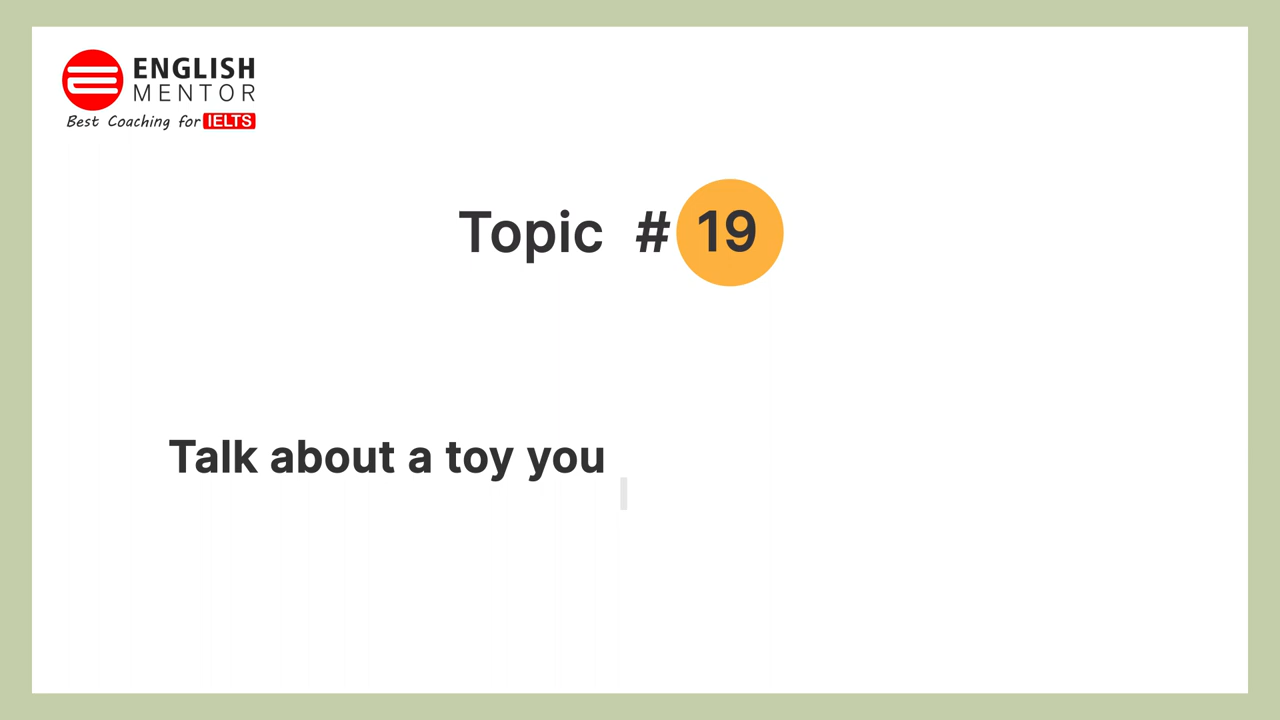 ENGLISH
MENTOR
Best Coaching for IELTS
Topic # 19
Talk about a toy you